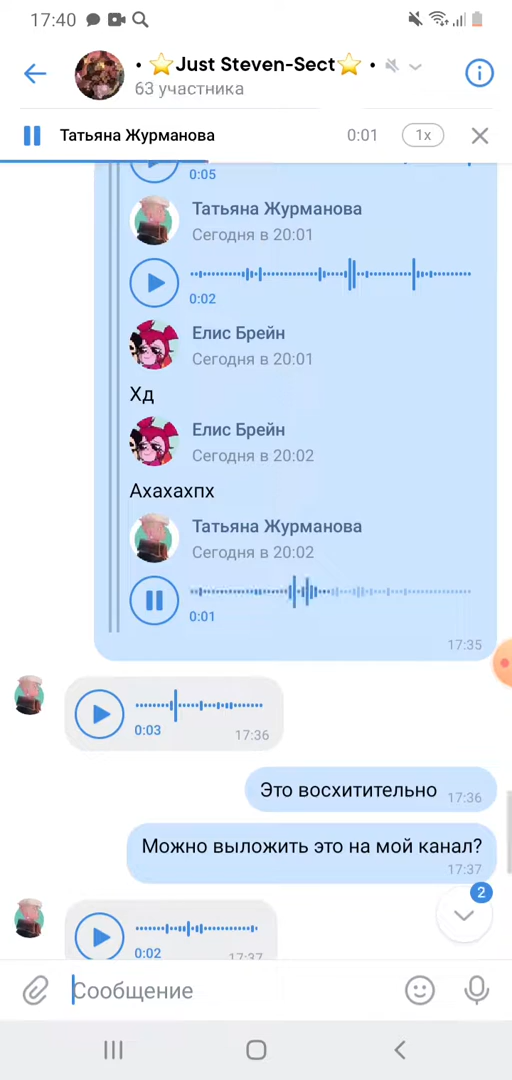 17:40
• ⭐Just Steven-Sect⭐ •
63 участника
Татьяна Журманова 0:01 1x
0:05
Татьяна Журманова
Сегодня в 20:01
0:02
Елис Брейн
Сегодня в 20:01
Хд
Елис Брейн
Сегодня в 20:02
Ахахахпх
Татьяна Журманова
Сегодня в 20:02
0:01
17:35
0:03 17:36
Это восхитительно 17:36
Можно выложить это на мой канал?
17:37
2
0:02 17:37
Сообщение